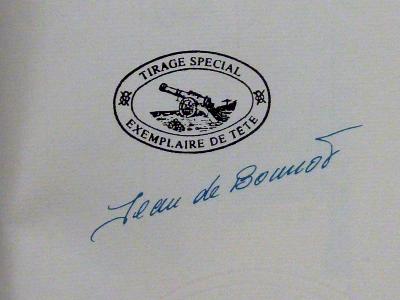 TIRAGE SPECIAL
EXEMPLAIRE DE TETE
Jean de Bonnot